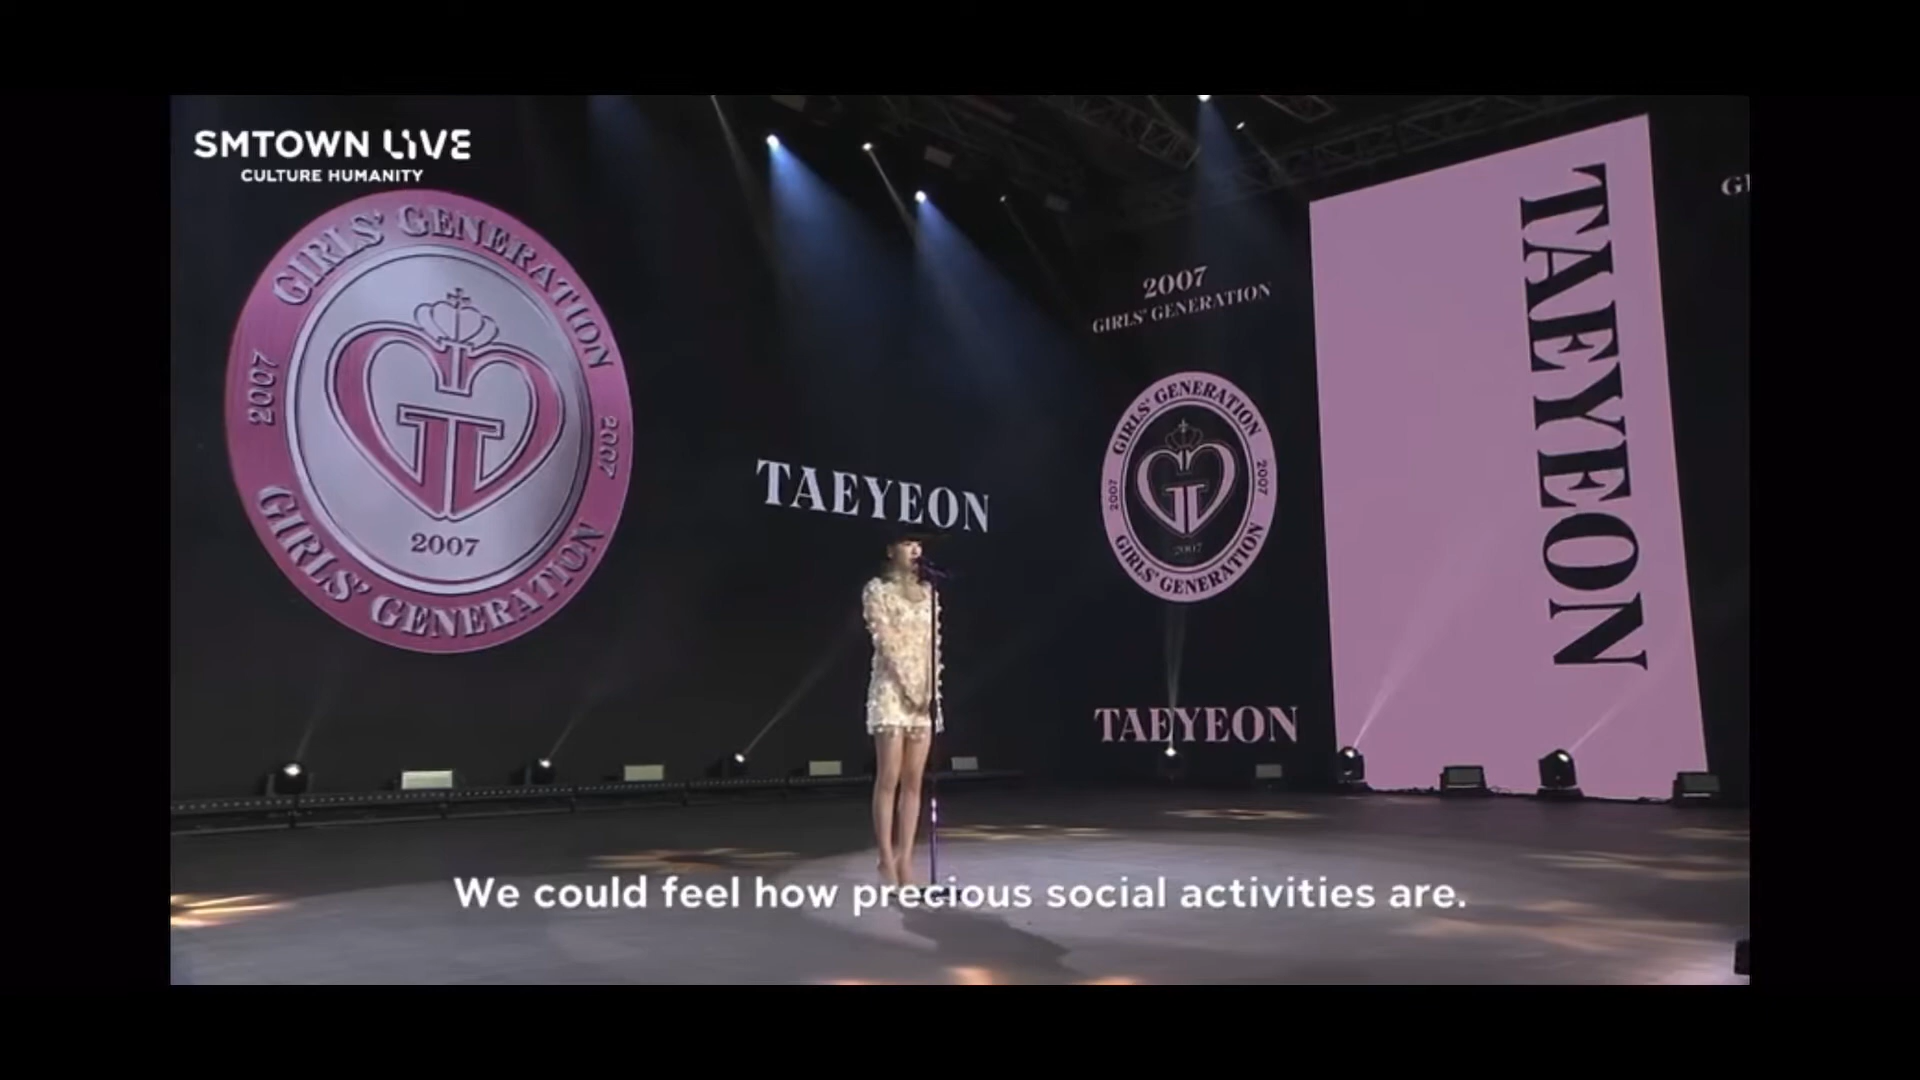 SMTOWN LIVE
CULTURE HUMANITY
GIRLS' GENERATION
2007
2007
2007
GIRLS' GENERATION
TAEYEON
2007
GIRLS' GENERATION
GIRLS' GENERATION
2007
2007
2007
GIRLS' GENERATION
TAEYEON
TAEYEON
We could feel how precious social activities are.